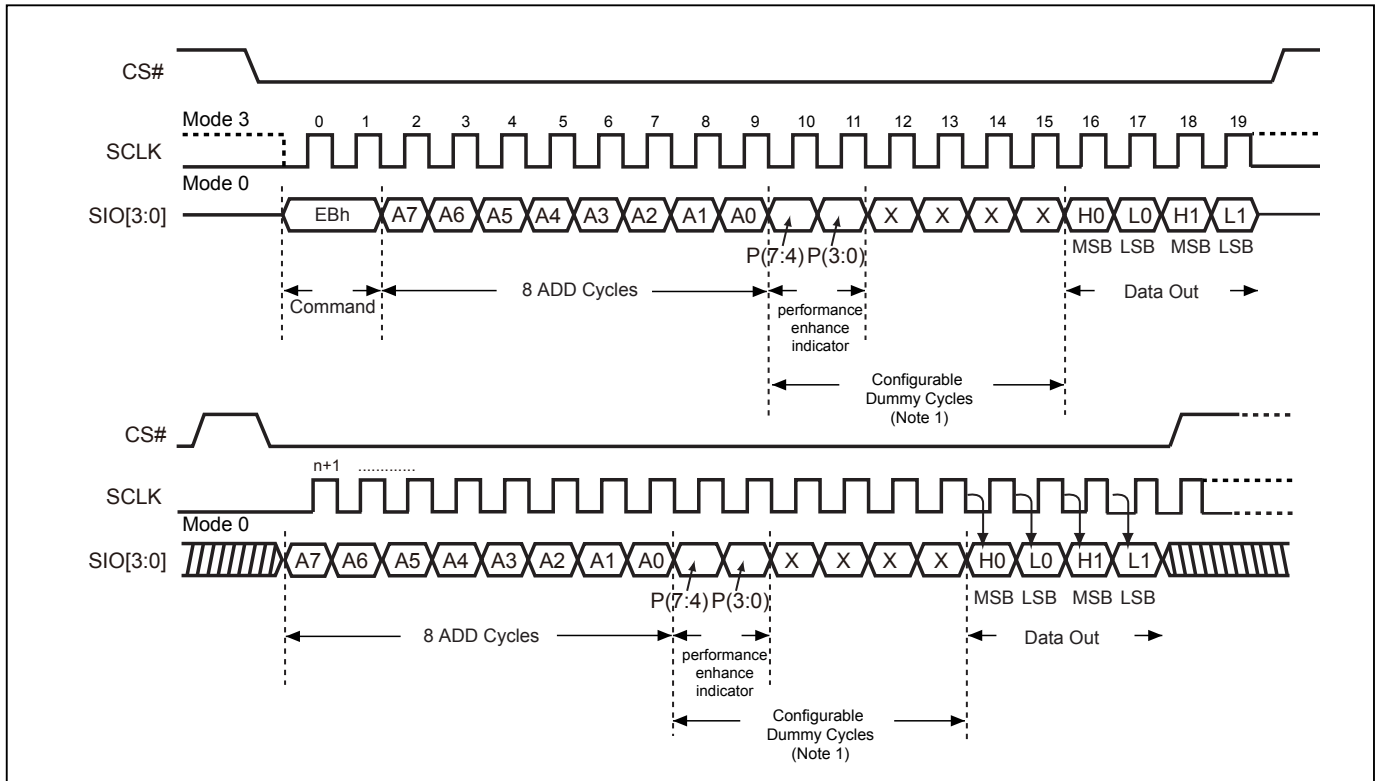 CS#
Mode 3
0 1 2 3 4 5 6 7 8 9 10 11 12 13 14 15 16 17 18 19
SCLK
Mode 0
SIO[3:0] EBh A7 A6 A5 A4 A3 A2 A1 A0 X X X X H0 L0 H1 L1
P(7:4) P(3:0) MSB LSB MSB LSB
Command 8 ADD Cycles Data Out
performance
enhance
indicator
Configurable
Dummy Cycles
(Note 1)
CS#
n+1 .............
SCLK
Mode 0
SIO[3:0] A7 A6 A5 A4 A3 A2 A1 A0 X X X X H0 L0 H1 L1
P(7:4) P(3:0) MSB LSB MSB LSB
8 ADD Cycles Data Out
performance
enhance
indicator
Configurable
Dummy Cycles
(Note 1)